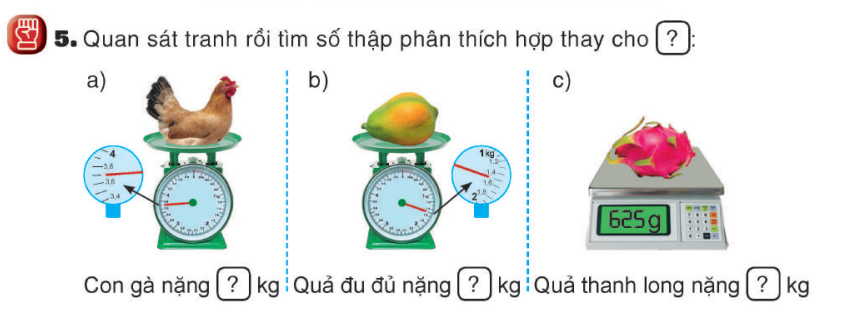 5. Quan sát tranh rồi tìm số thập phân thích hợp thay cho ?:
a)
4
3,8
3,6
3,4
Con gà nặng ? kg
b)
1kg
1,2
1,4
1,6
1,8
2
Quả đu đủ nặng ? kg
c)
625g
Quả thanh long nặng ? kg